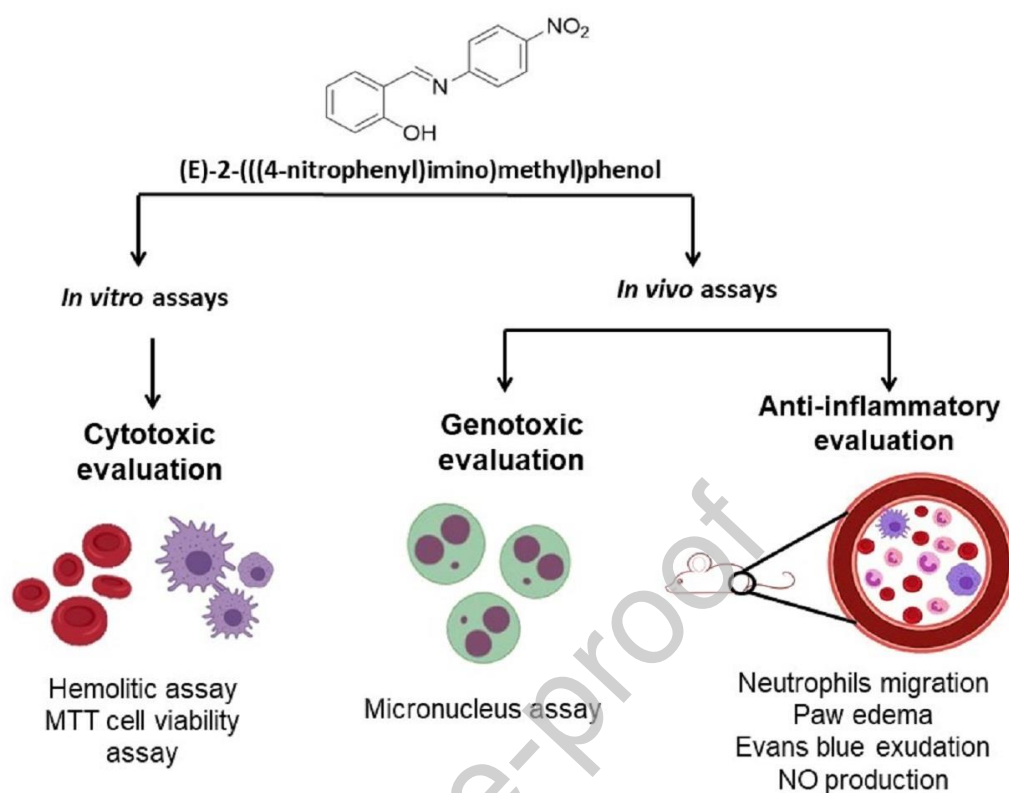 NO2
N
OH
(E)-2-(((4-nitrophenyl)imino)methyl)phenol
In vitro assays
In vivo assays
Cytotoxic
evaluation
Genotoxic
evaluation
Anti-inflammatory
evaluation
Hemolitic assay
MTT cell viability
assay
Micronucleus assay
Neutrophils migration
Paw edema
Evans blue exudation
NO production
e-proof